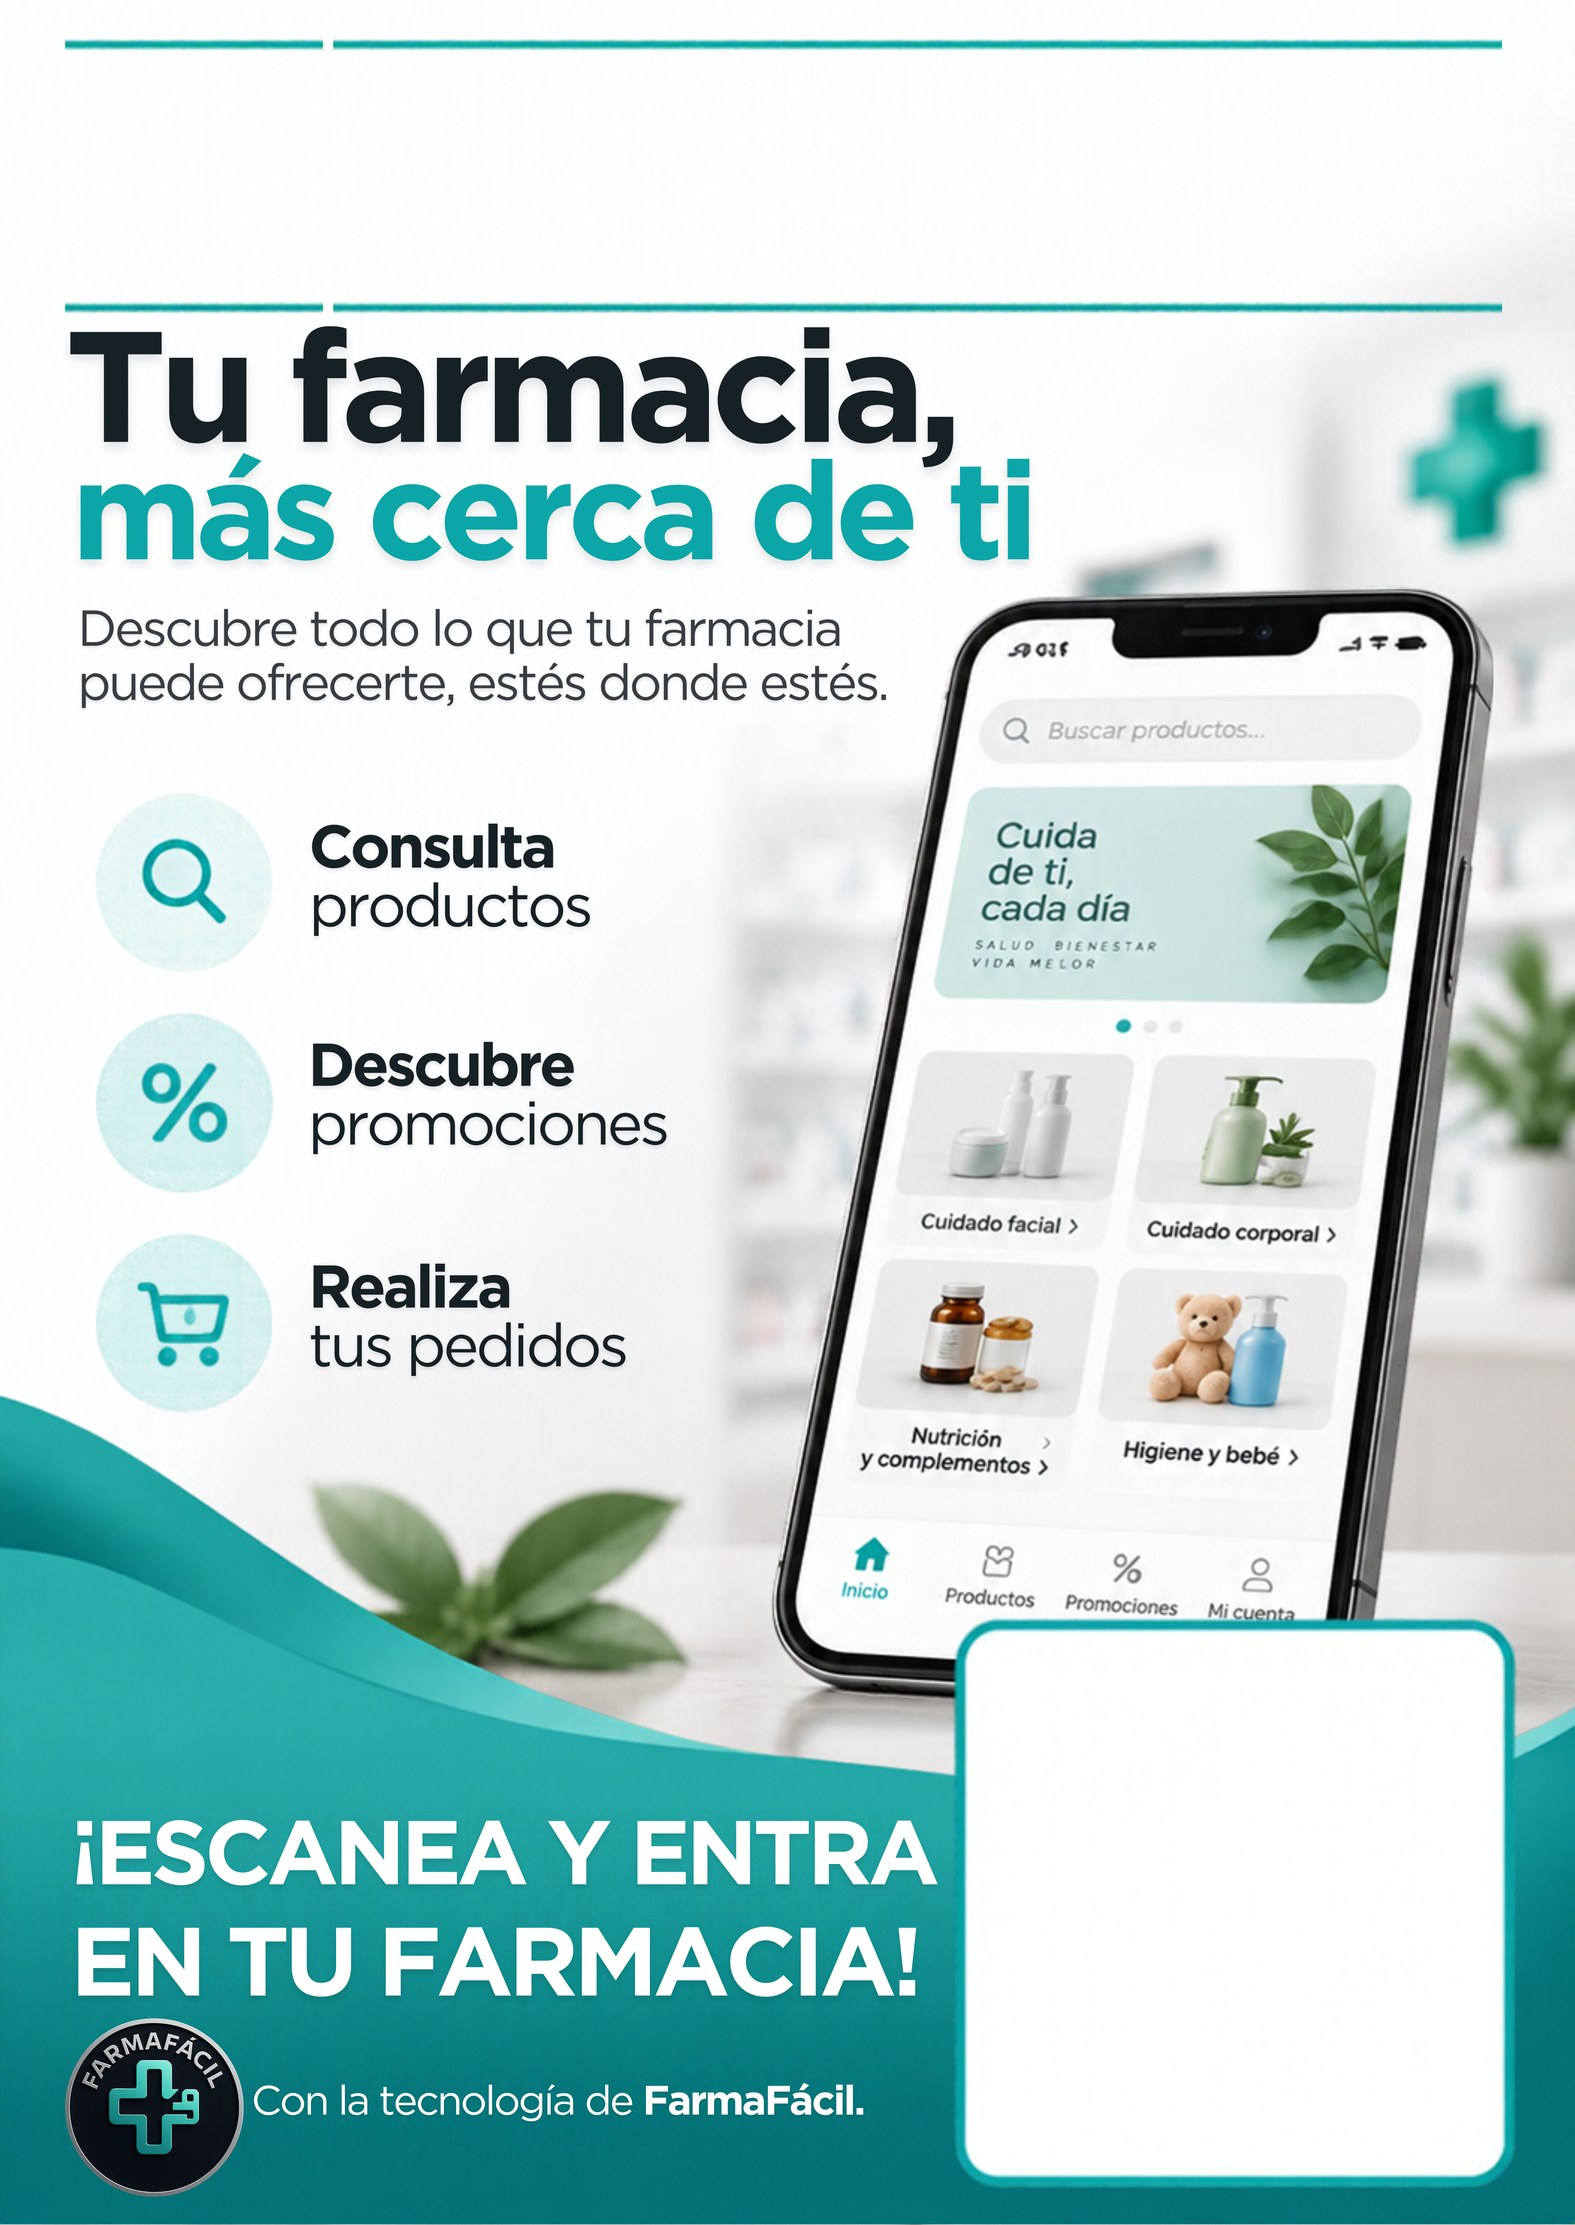 Tu farmacia,
más cerca de ti
Descubre todo lo que tu farmacia
puede ofrecerte, estés donde estés.
Consulta
productos
Descubre
promociones
Realiza
tus pedidos
Buscar productos...
Cuida
de ti,
cada día
SALUD BIENESTAR
VIDA MELOR
Cuidado facial >
Cuidado corporal >
Nutrición >
y complementos >
Higiene y bebé >
Inicio
Productos
Promociones
Mi cuenta
¡ESCANEA Y ENTRA
EN TU FARMACIA!
FARMAFÁCIL
Con la tecnología de FarmaFácil.